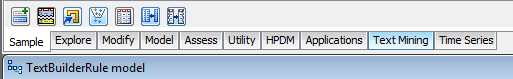 Sample Explore Modify Model Assess Utility HPDM Applications Text Mining Time Series
TextBuilderRule model